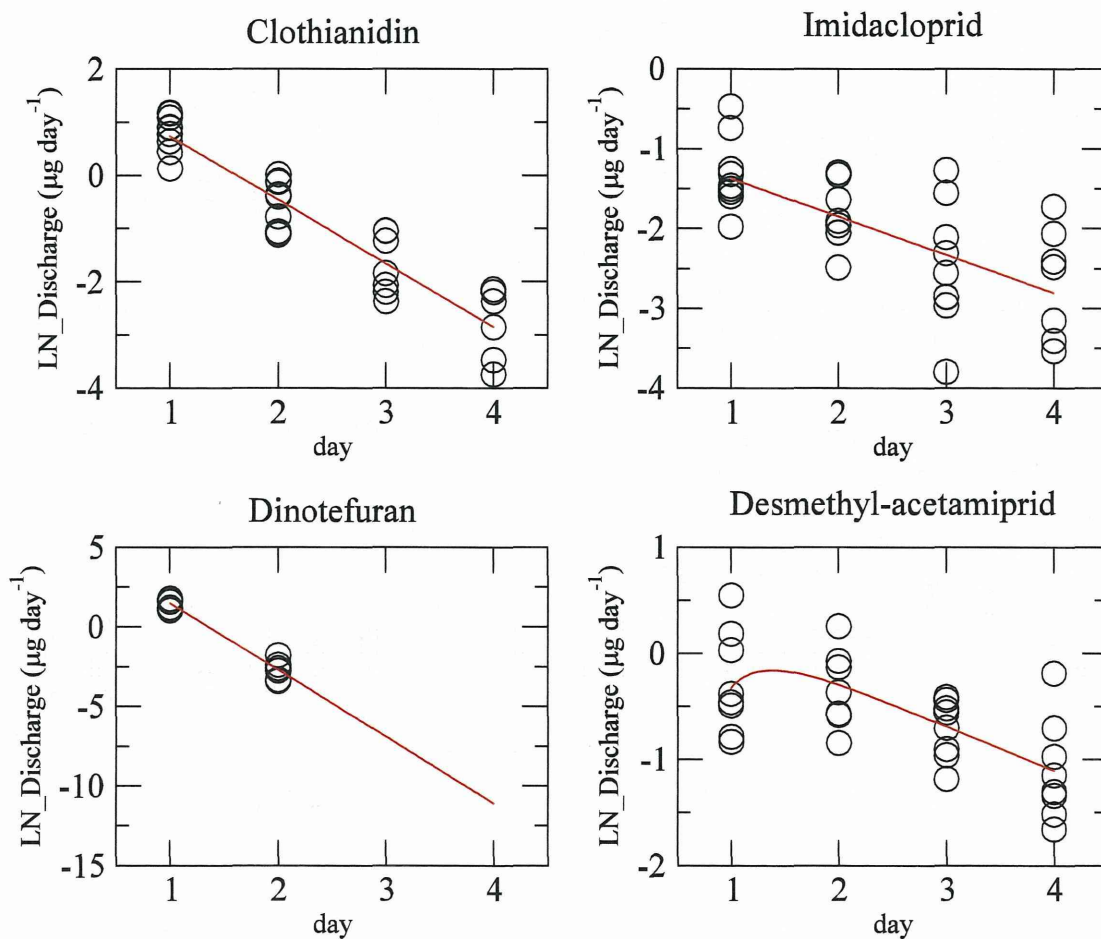 Clothianidin
LN_Discharge (μg day-1)
2
0
-2
-4
1 2 3 4
day
Imidacloprid
LN_Discharge (μg day-1)
0
-1
-2
-3
-4
1 2 3 4
day
Dinotefuran
LN_Discharge (μg day-1)
5
0
-5
-10
-15
1 2 3 4
day
Desmethyl-acetamiprid
LN_Discharge (μg day-1)
1
0
-1
-2
1 2 3 4
day